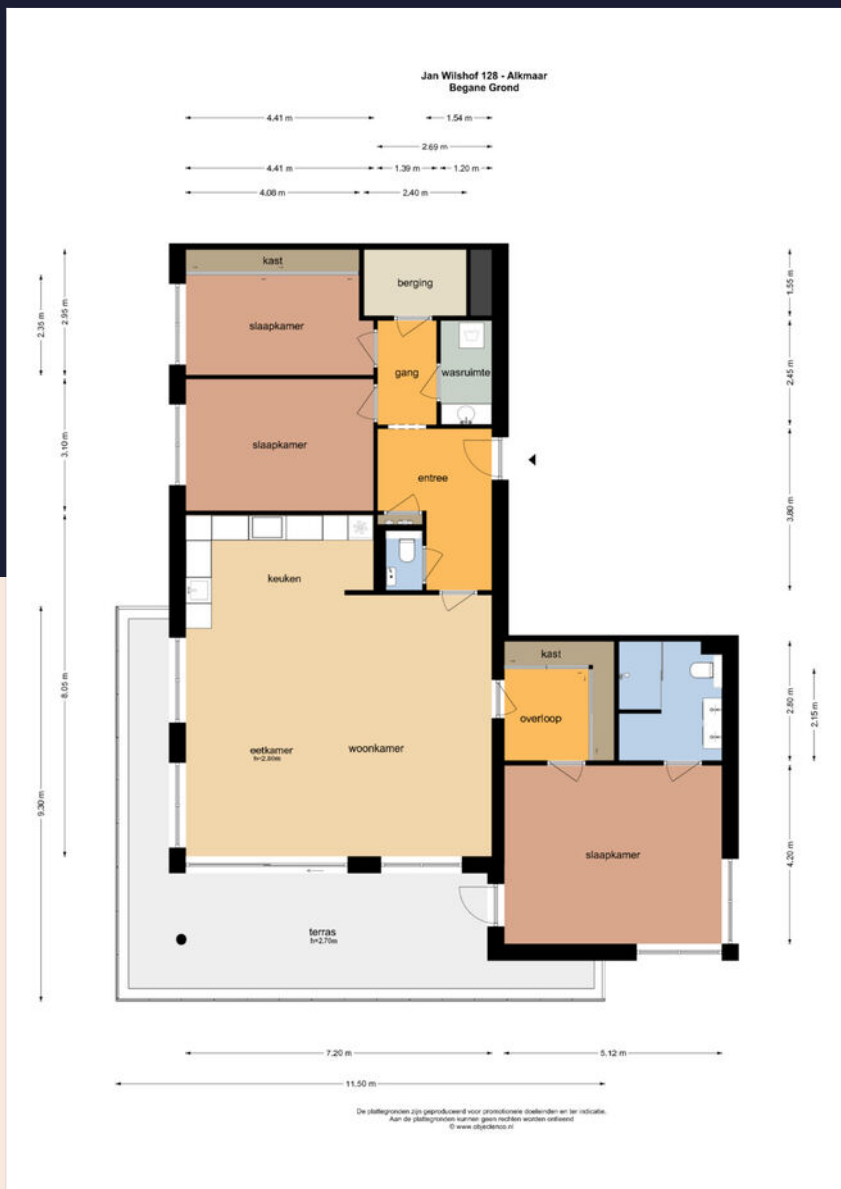 Jan Wilshof 128 - Alkmaar
Begane Grond
4.41 m
1.54 m
2.69 m
4.41 m
1.39 m
1.20 m
4.08 m
2.40 m
kast
berging
slaapkamer
gang
wasruimte
slaapkamer
entree
keuken
kast
overloop
eetkamer
h=2.80m
woonkamer
slaapkamer
terras
h=2.70m
2.35 m
2.95 m
3.10 m
8.05 m
9.30 m
1.55 m
2.45 m
3.80 m
2.80 m
2.15 m
4.20 m
7.20 m
5.12 m
11.50 m
De plattegronden zijn geproduceerd voor promotionele doeleinden en ter indicatie.
Aan de plattegronden kunnen geen rechten worden ontleend
© www.objectenco.nl